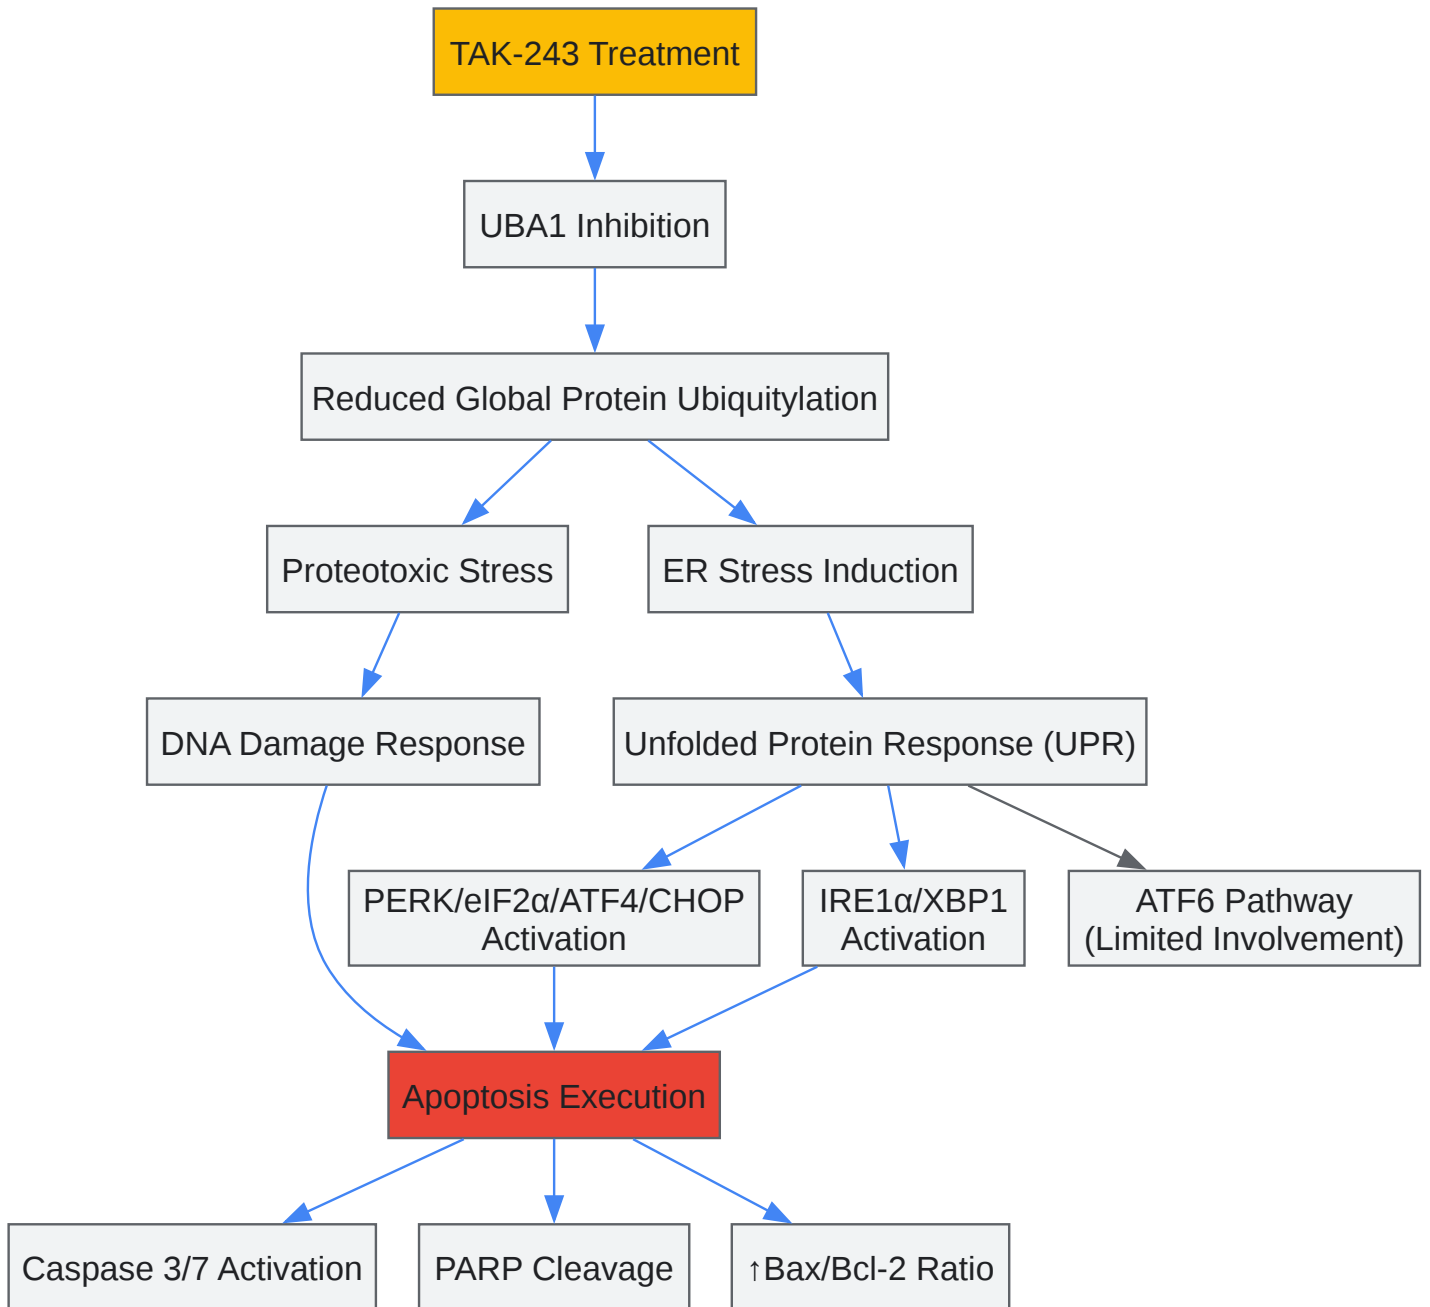 TAK-243 Treatment
UBA1 Inhibition
Reduced Global Protein Ubiquitylation
Proteotoxic Stress
ER Stress Induction
DNA Damage Response
Unfolded Protein Response (UPR)
PERK/eIF2α/ATF4/CHOP
Activation
IRE1α/XBP1
Activation
ATF6 Pathway
(Limited Involvement)
Apoptosis Execution
Caspase 3/7 Activation
PARP Cleavage
↑Bax/Bcl-2 Ratio